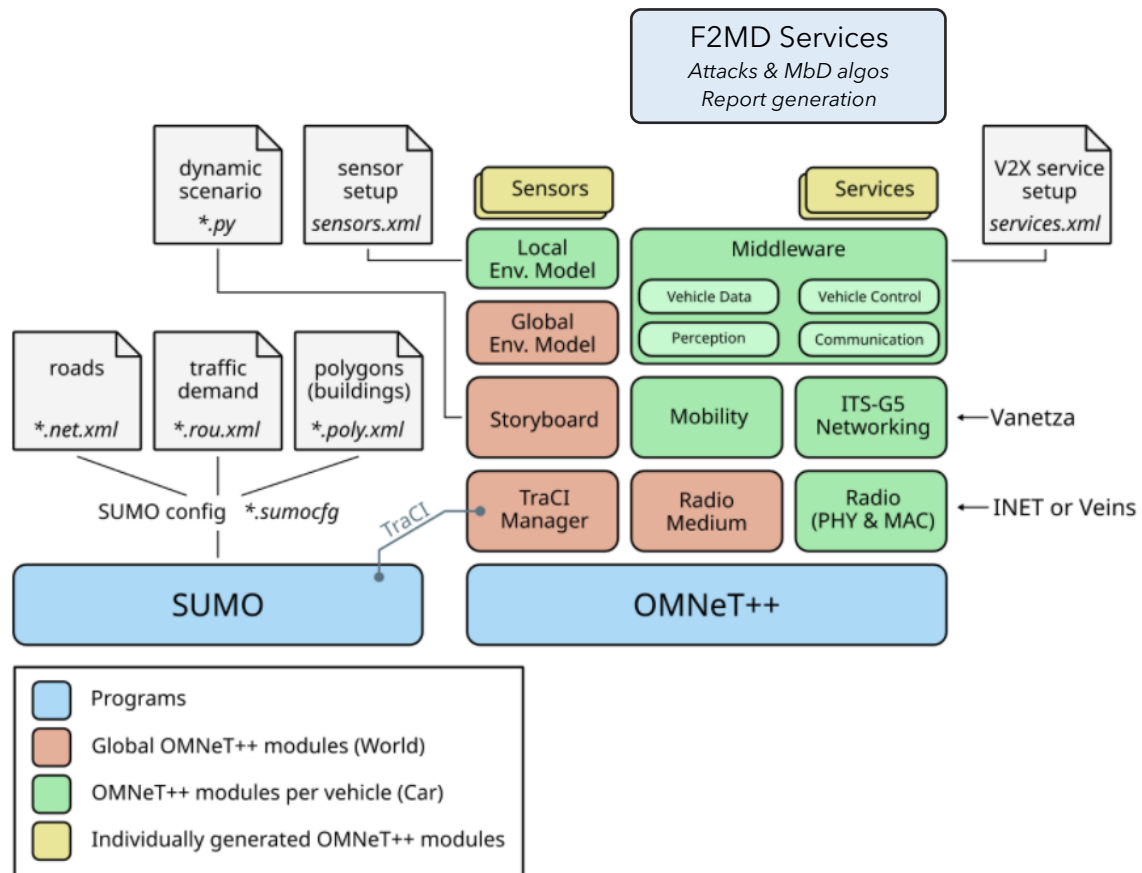 F2MD Services
Attacks & MbD algos
Report generation
dynamic
scenario
*.py
sensor
setup
sensors.xml
Sensors
Services
V2X service
setup
services.xml
Local
Env. Model
Middleware
Vehicle Data
Vehicle Control
Perception
Communication
Global
Env. Model
roads
*.net.xml
traffic
demand
*.rou.xml
polygons
(buildings)
*.poly.xml
Storyboard
Mobility
ITS-G5
Networking
Vanetza
SUMO config
*.sumocfg
TraCI
TraCI
Manager
Radio
Medium
Radio
(PHY & MAC)
INET or Veins
SUMO
OMNeT++
Programs
Global OMNeT++ modules (World)
OMNeT++ modules per vehicle (Car)
Individually generated OMNeT++ modules